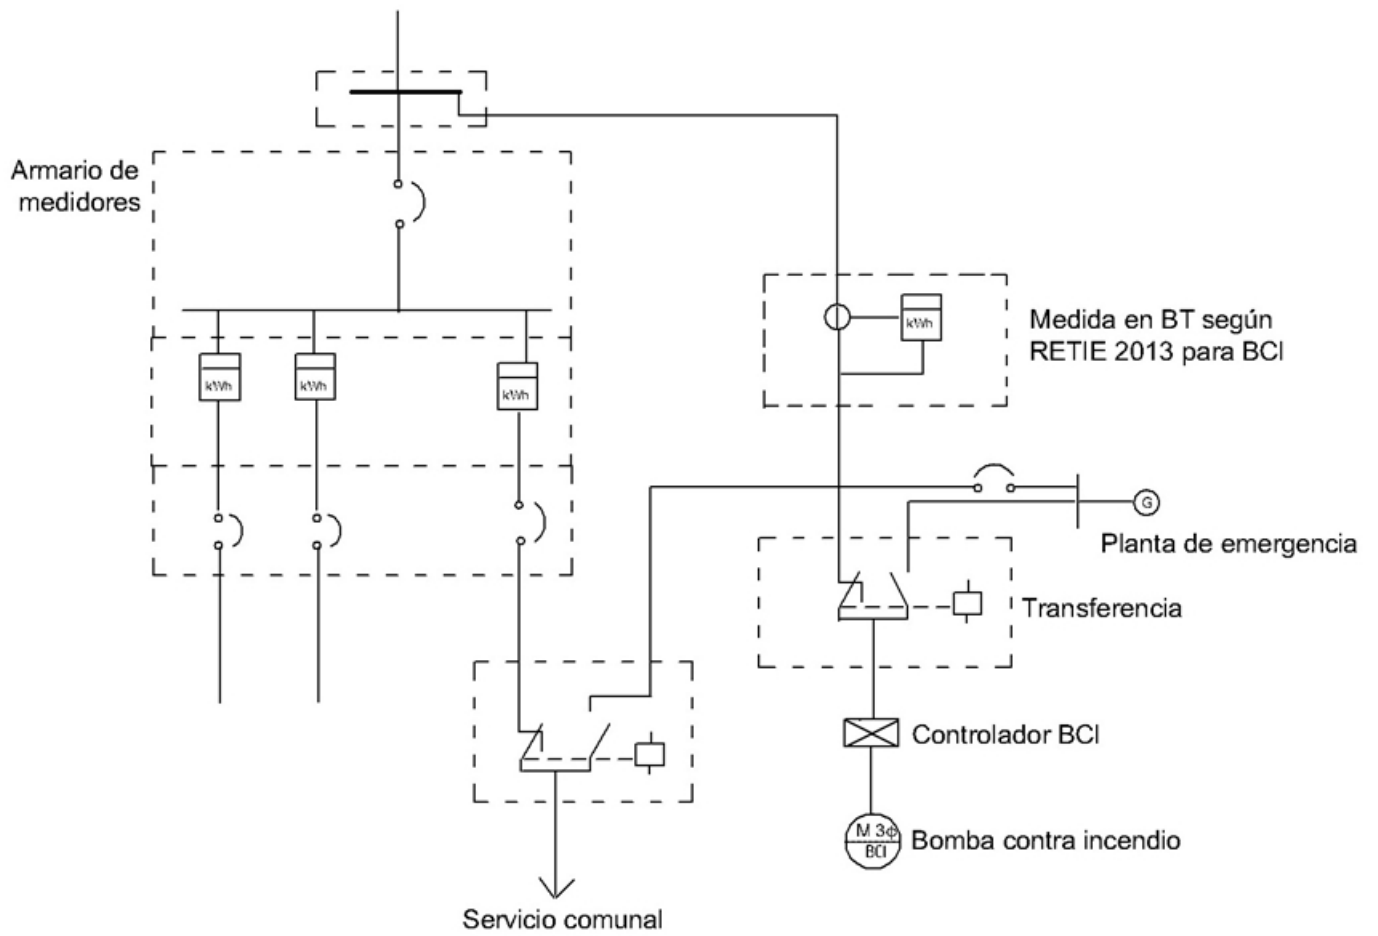 Armario de
medidores
kWh
Medida en BT según
RETIE 2013 para BCI
kWh
kWh
kWh
G
Planta de emergencia
Transferencia
Controlador BCI
M 3ϕ
BCI
Bomba contra incendio
Servicio comunal